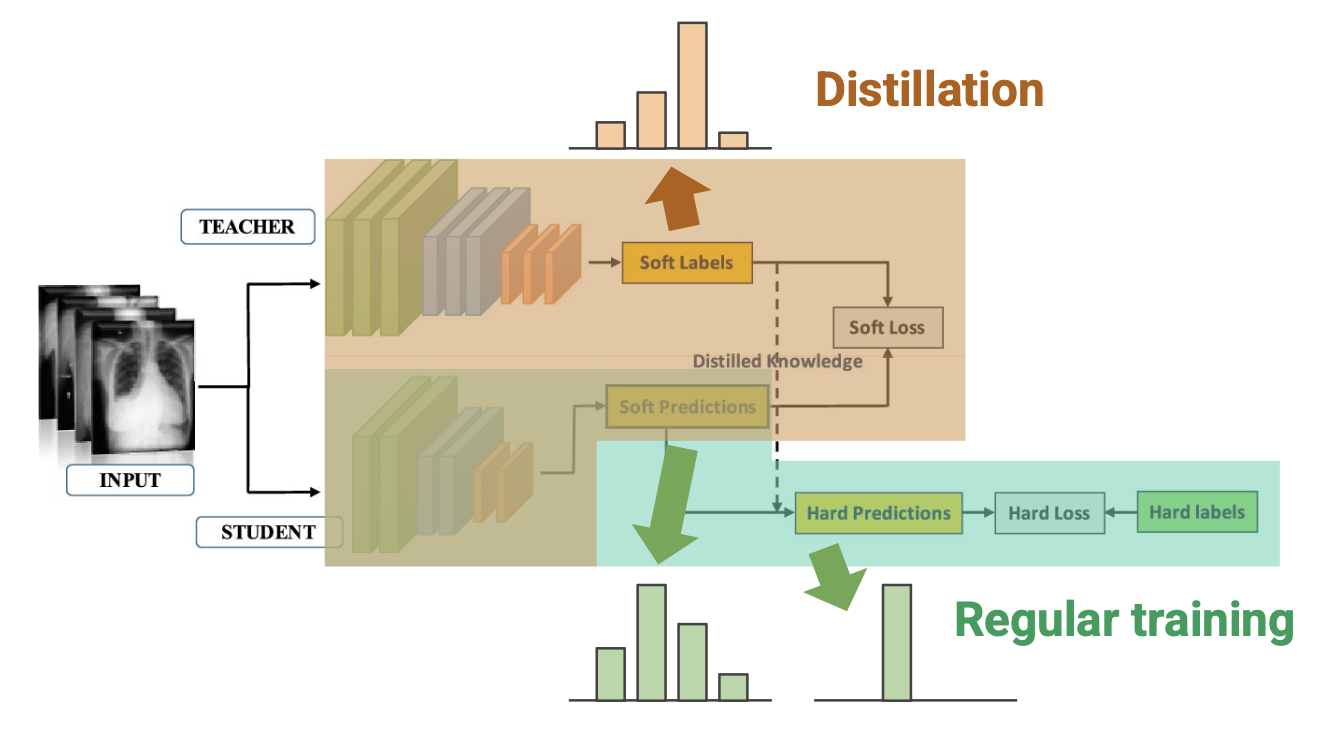 Distillation
TEACHER
Soft Labels
Soft Loss
Distilled Knowledge
Soft Predictions
INPUT
STUDENT
Hard Predictions
Hard Loss
Hard labels
Regular training